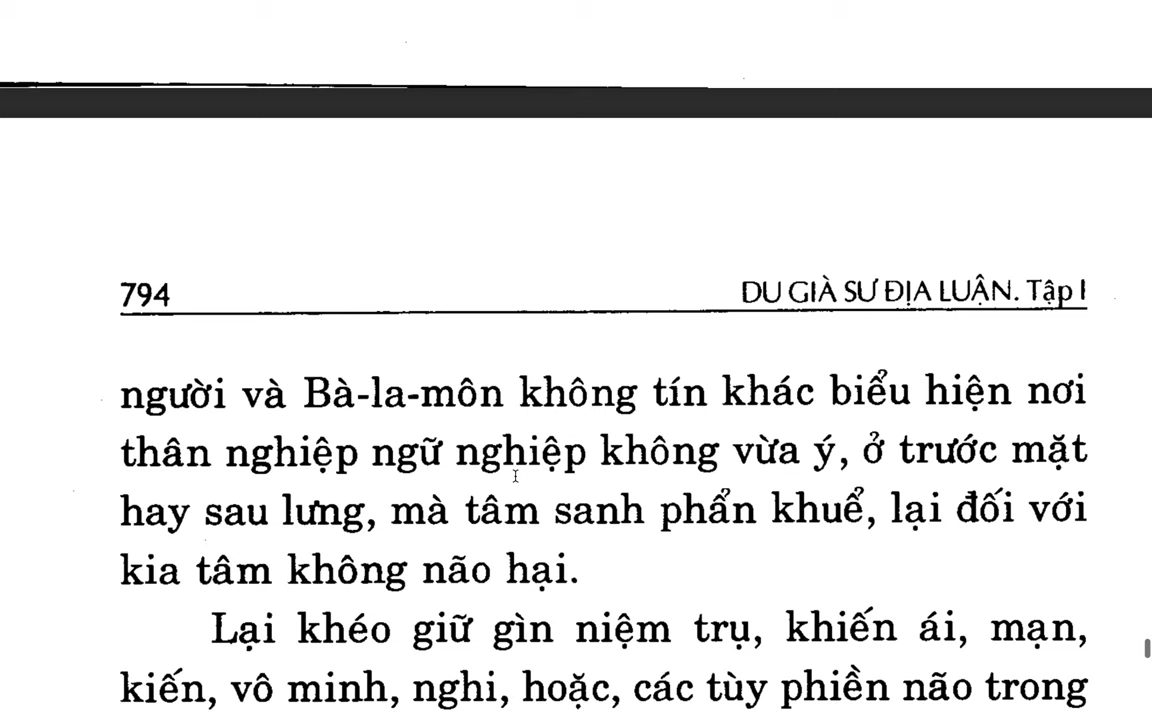 794
DU GIÀ SƯ ĐỊA LUẬN. Tập I
người và Bà-la-môn không tín khác biểu hiện nơi
thân nghiệp ngữ nghiệp không vừa ý, ở trước mặt
hay sau lưng, mà tâm sanh phẩn khuể, lại đối với
kia tâm không não hại.
Lại khéo giữ gìn niệm trụ, khiến ái, mạn,
kiến, vô minh, nghi, hoặc, các tùy phiền não trong